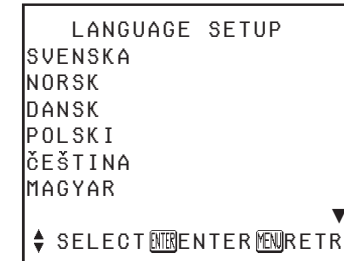 LANGUAGE SETUP
SVENSKA
NORSK
DANSK
POLSKI
ČEŠTINA
MAGYAR
SELECT ENTER ENTER MENU RETR